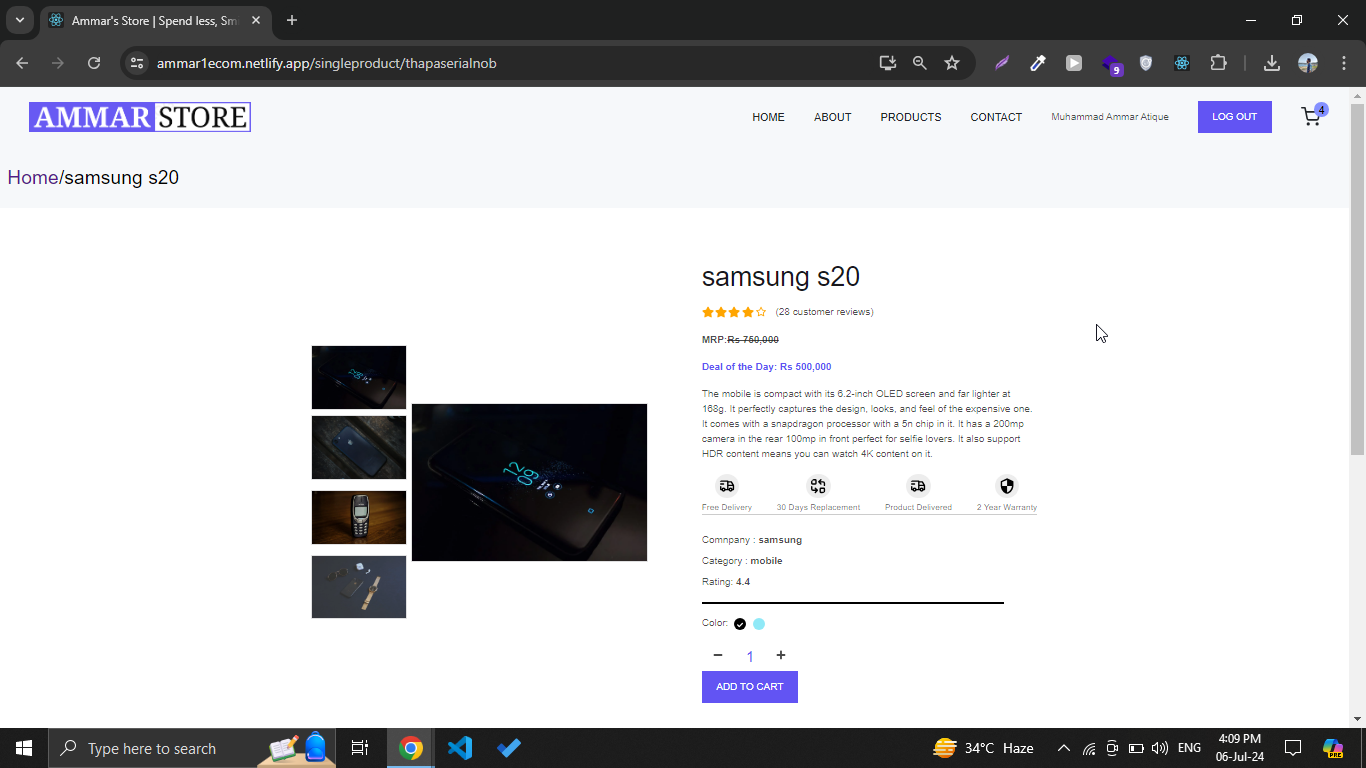 Ammar's Store | Spend less, Sm
ammar1ecom.netlify.app/singleproduct/thapaserialnob
9
AMMAR STORE
HOME
ABOUT
PRODUCTS
CONTACT
Muhammad Ammar Atique
LOG OUT
4
Home/samsung s20
samsung s20
(28 customer reviews)
MRP:Rs 750,000
Deal of the Day: Rs 500,000
The mobile is compact with its 6.2-inch OLED screen and far lighter at
168g. It perfectly captures the design, looks, and feel of the expensive one.
It comes with a snapdragon processor with a 5n chip in it. It has a 200mp
camera in the rear 100mp in front perfect for selfie lovers. It also support
HDR content means you can watch 4K content on it.
Free Delivery
30 Days Replacement
Product Delivered
2 Year Warranty
Comnpany : samsung
Category : mobile
Rating: 4.4
Color:
− 1 +
ADD TO CART
12
09
Type here to search
34°C Haze
ENG
4:09 PM
06-Jul-24
PRE